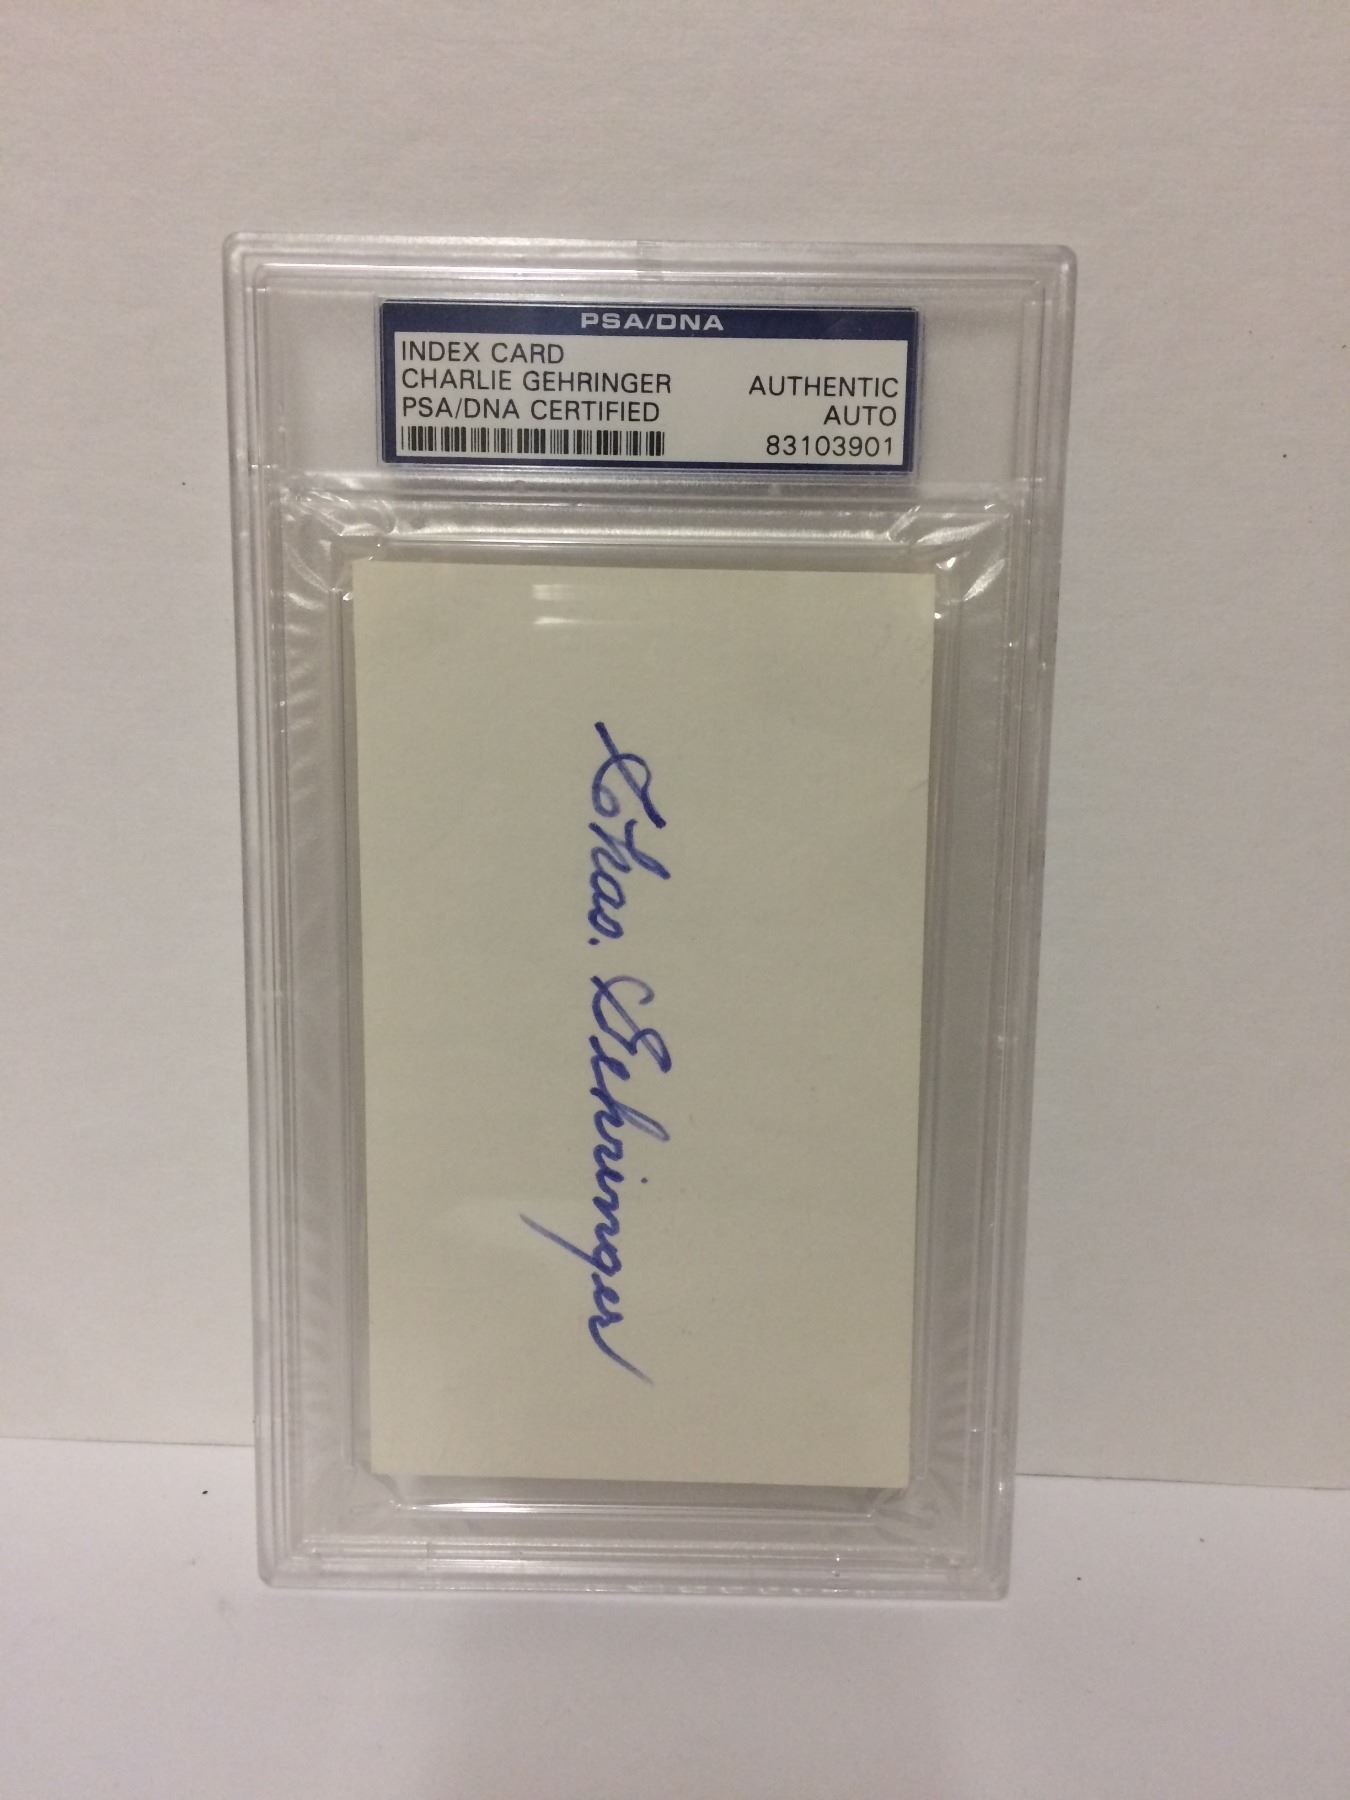 PSA/DNA
INDEX CARD
CHARLIE GEHRINGER
PSA/DNA CERTIFIED
AUTHENTIC
AUTO
83103901
Chas. Gehringer